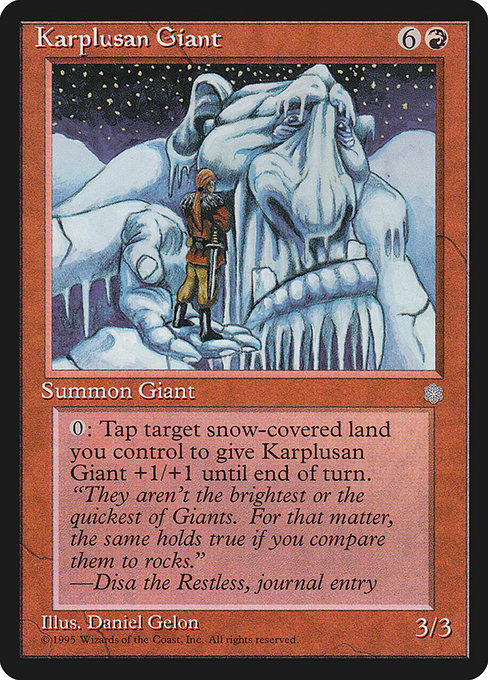 Karplusan Giant 6
Summon Giant
0: Tap target snow-covered land
you control to give Karplusan
Giant +1/+1 until end of turn.
“They aren’t the brightest or the
quickest of Giants. For that matter,
the same holds true if you compare
them to rocks.”
—Disa the Restless, journal entry
Illus. Daniel Gelon
©1995 Wizards of the Coast, Inc. All rights reserved.
3/3